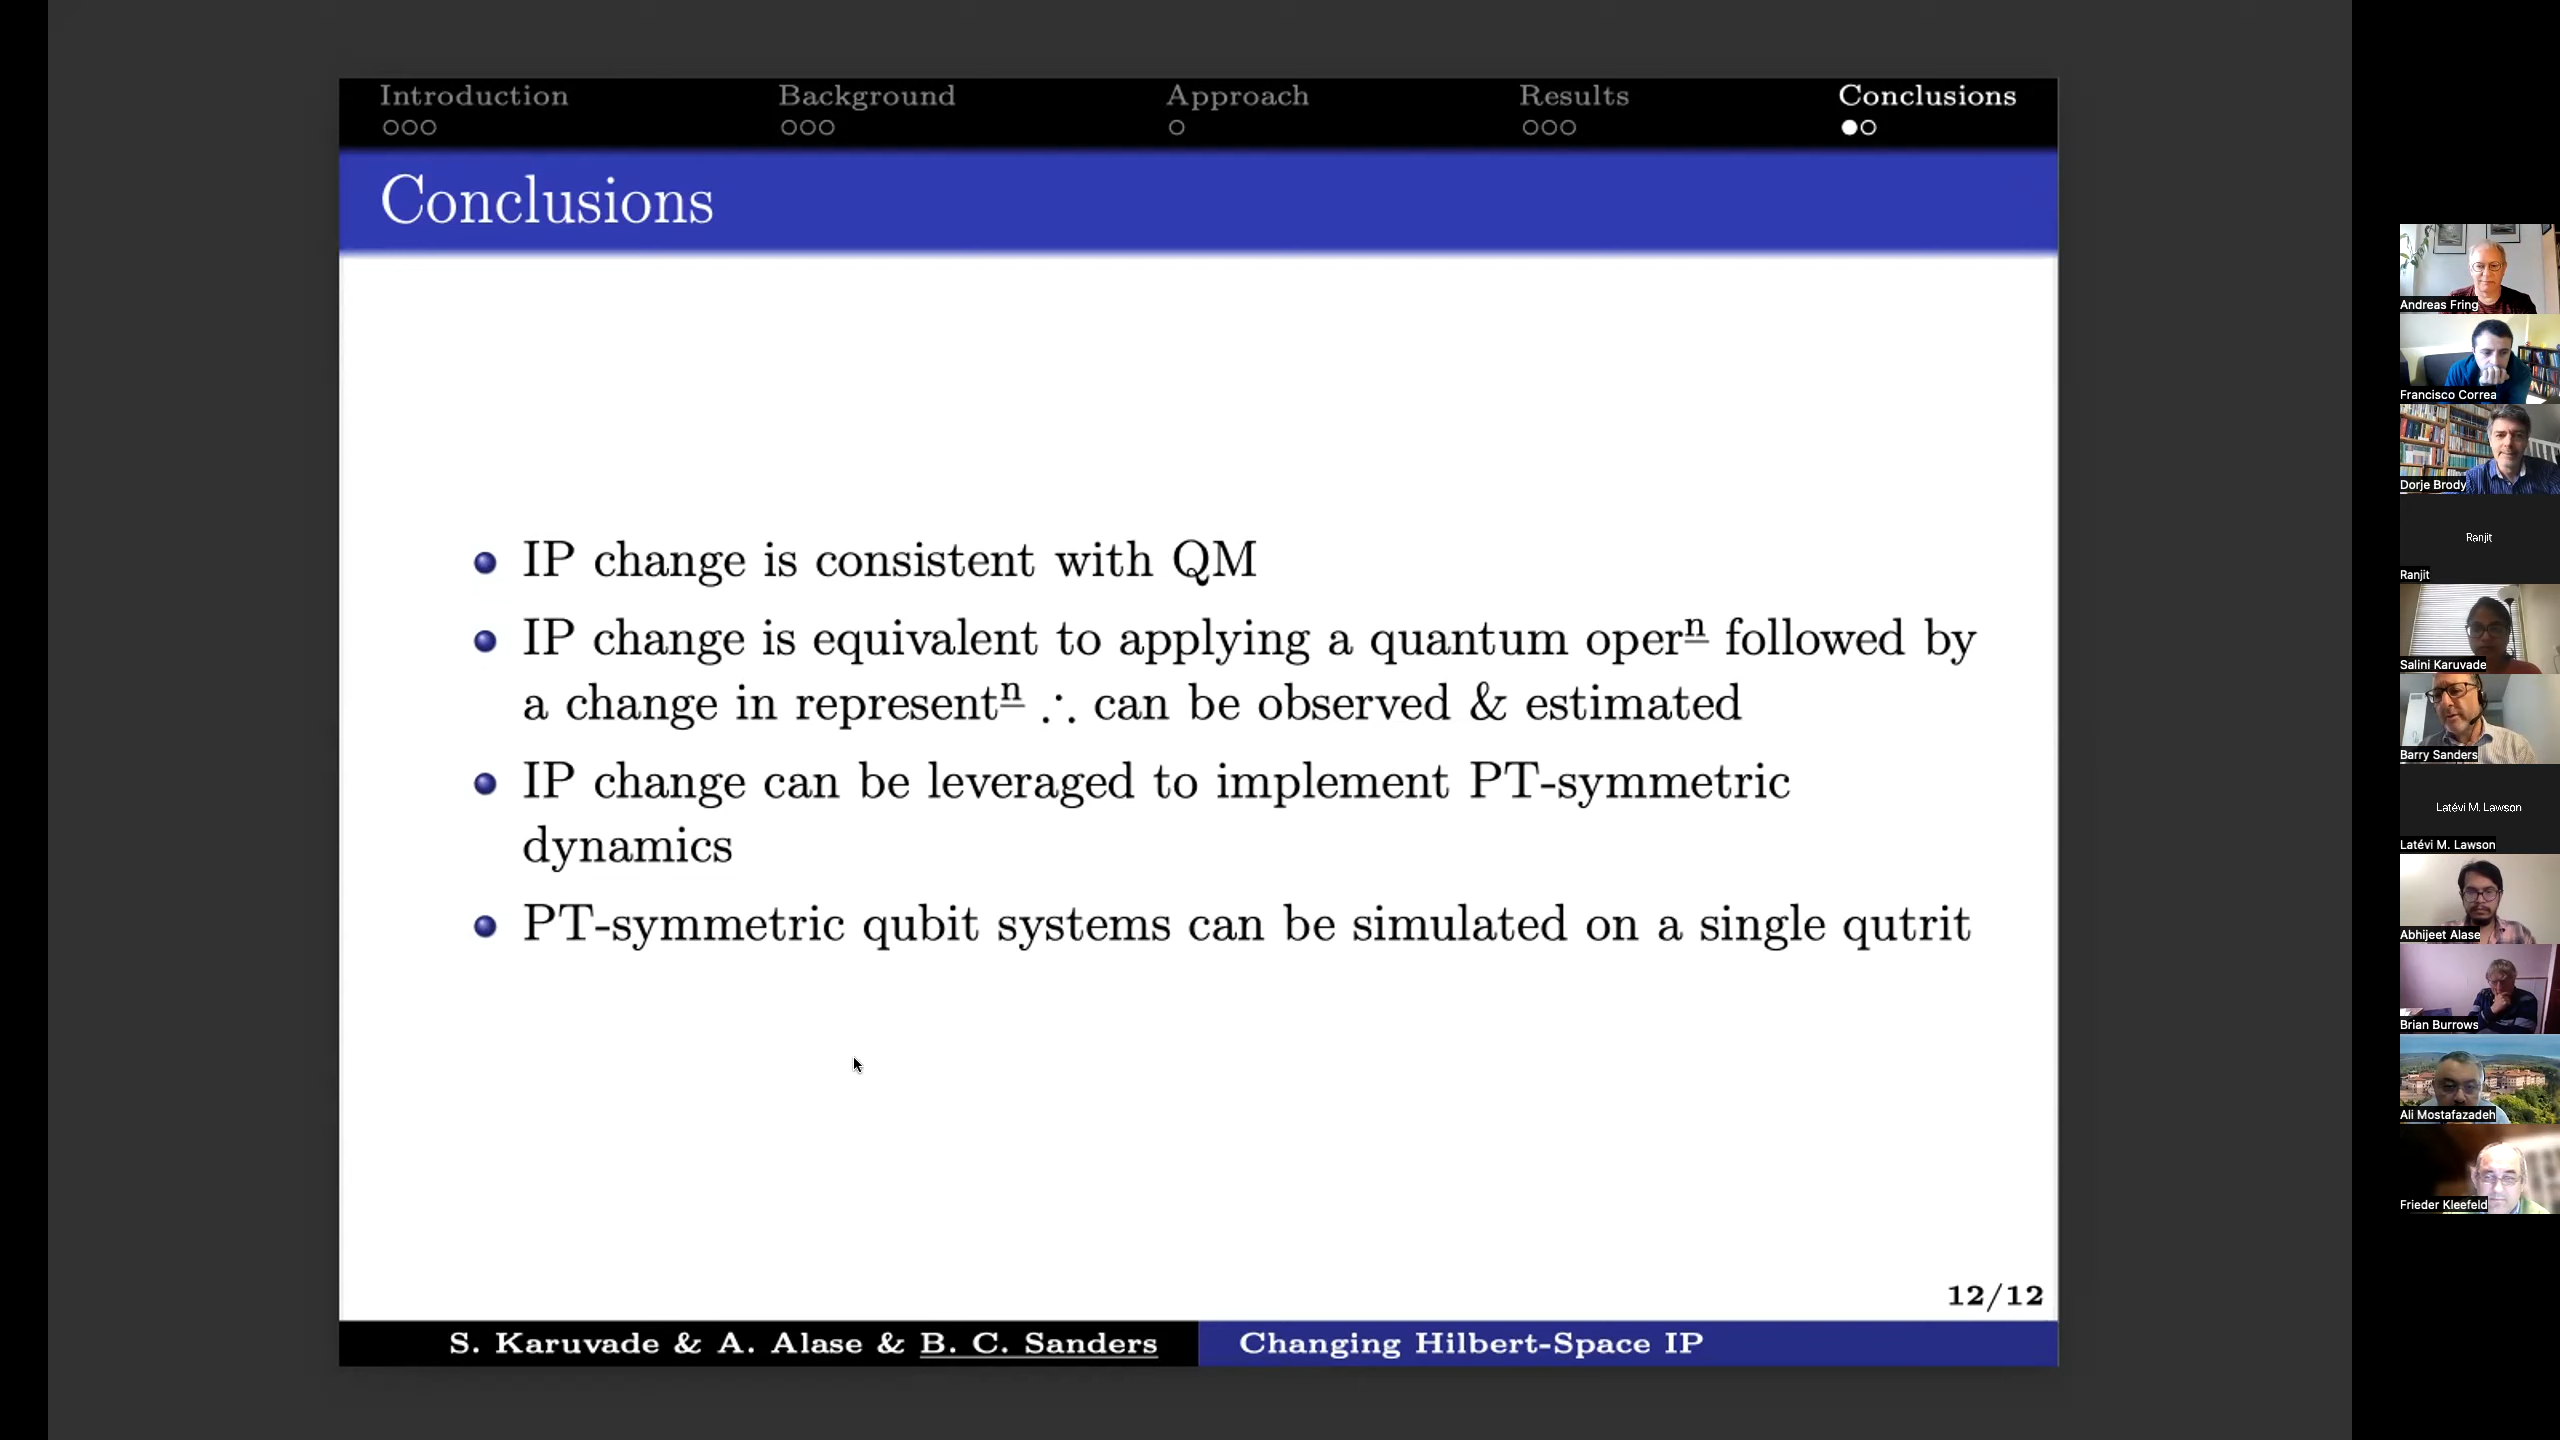 Introduction Background Approach Results Conclusions
Conclusions
IP change is consistent with QM
IP change is equivalent to applying a quantum operⁿ followed by
a change in representⁿ ∴ can be observed & estimated
IP change can be leveraged to implement PT-symmetric
dynamics
PT-symmetric qubit systems can be simulated on a single qutrit
12/12
S. Karuvade & A. Alase & B. C. Sanders Changing Hilbert-Space IP
Andreas Fring
Francisco Correa
Dorje Brody
Ranjit
Ranjit
Salini Karuvade
Barry Sanders
Latévi M. Lawson
Latévi M. Lawson
Abhijeet Alase
Brian Burrows
Ali Mostafazadeh
Frieder Kleefeld